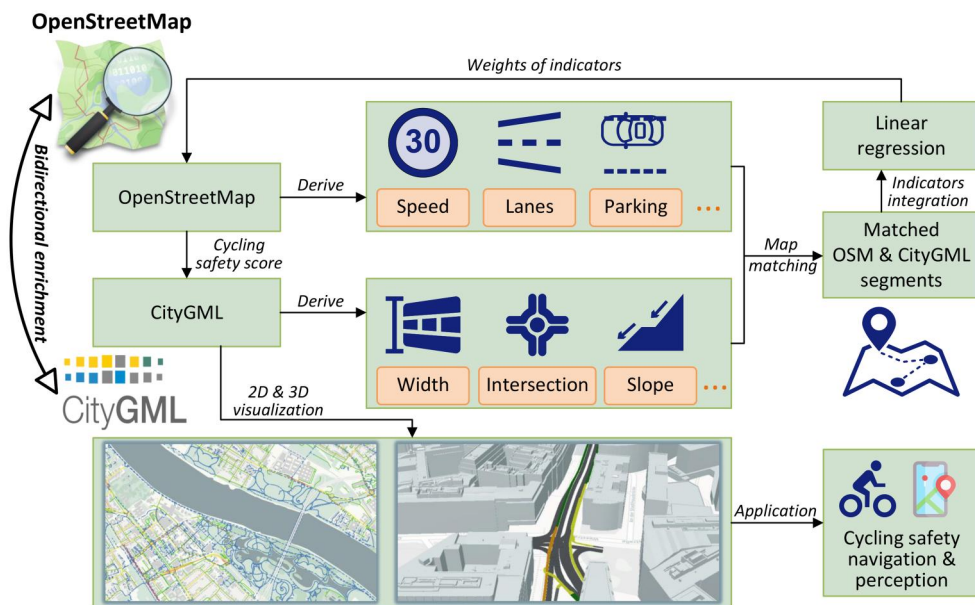 OpenStreetMap
Weights of indicators
Bidirectional enrichment
OpenStreetMap
Derive
30
Speed
Lanes
Parking
...
Linear
regression
Indicators
integration
Cycling
safety score
Map
matching
Matched
OSM & CityGML
segments
CityGML
Derive
Width
Intersection
Slope
...
CityGML
2D & 3D
visualization
Application
Cycling safety
navigation &
perception